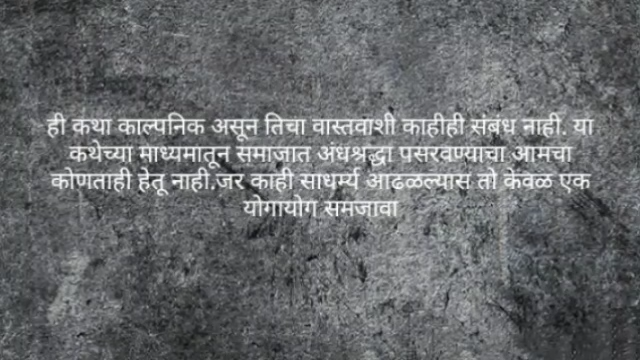 ही कथा काल्पनिक असून तिचा वास्तवाशी काहीही संबंध नाही. या
कथेच्या माध्यमातून समाजात अंधश्रद्धा पसरवण्याचा आमचा
कोणताही हेतू नाही.जर काही साधर्म्य आढळल्यास तो केवळ एक
योगायोग समजावा